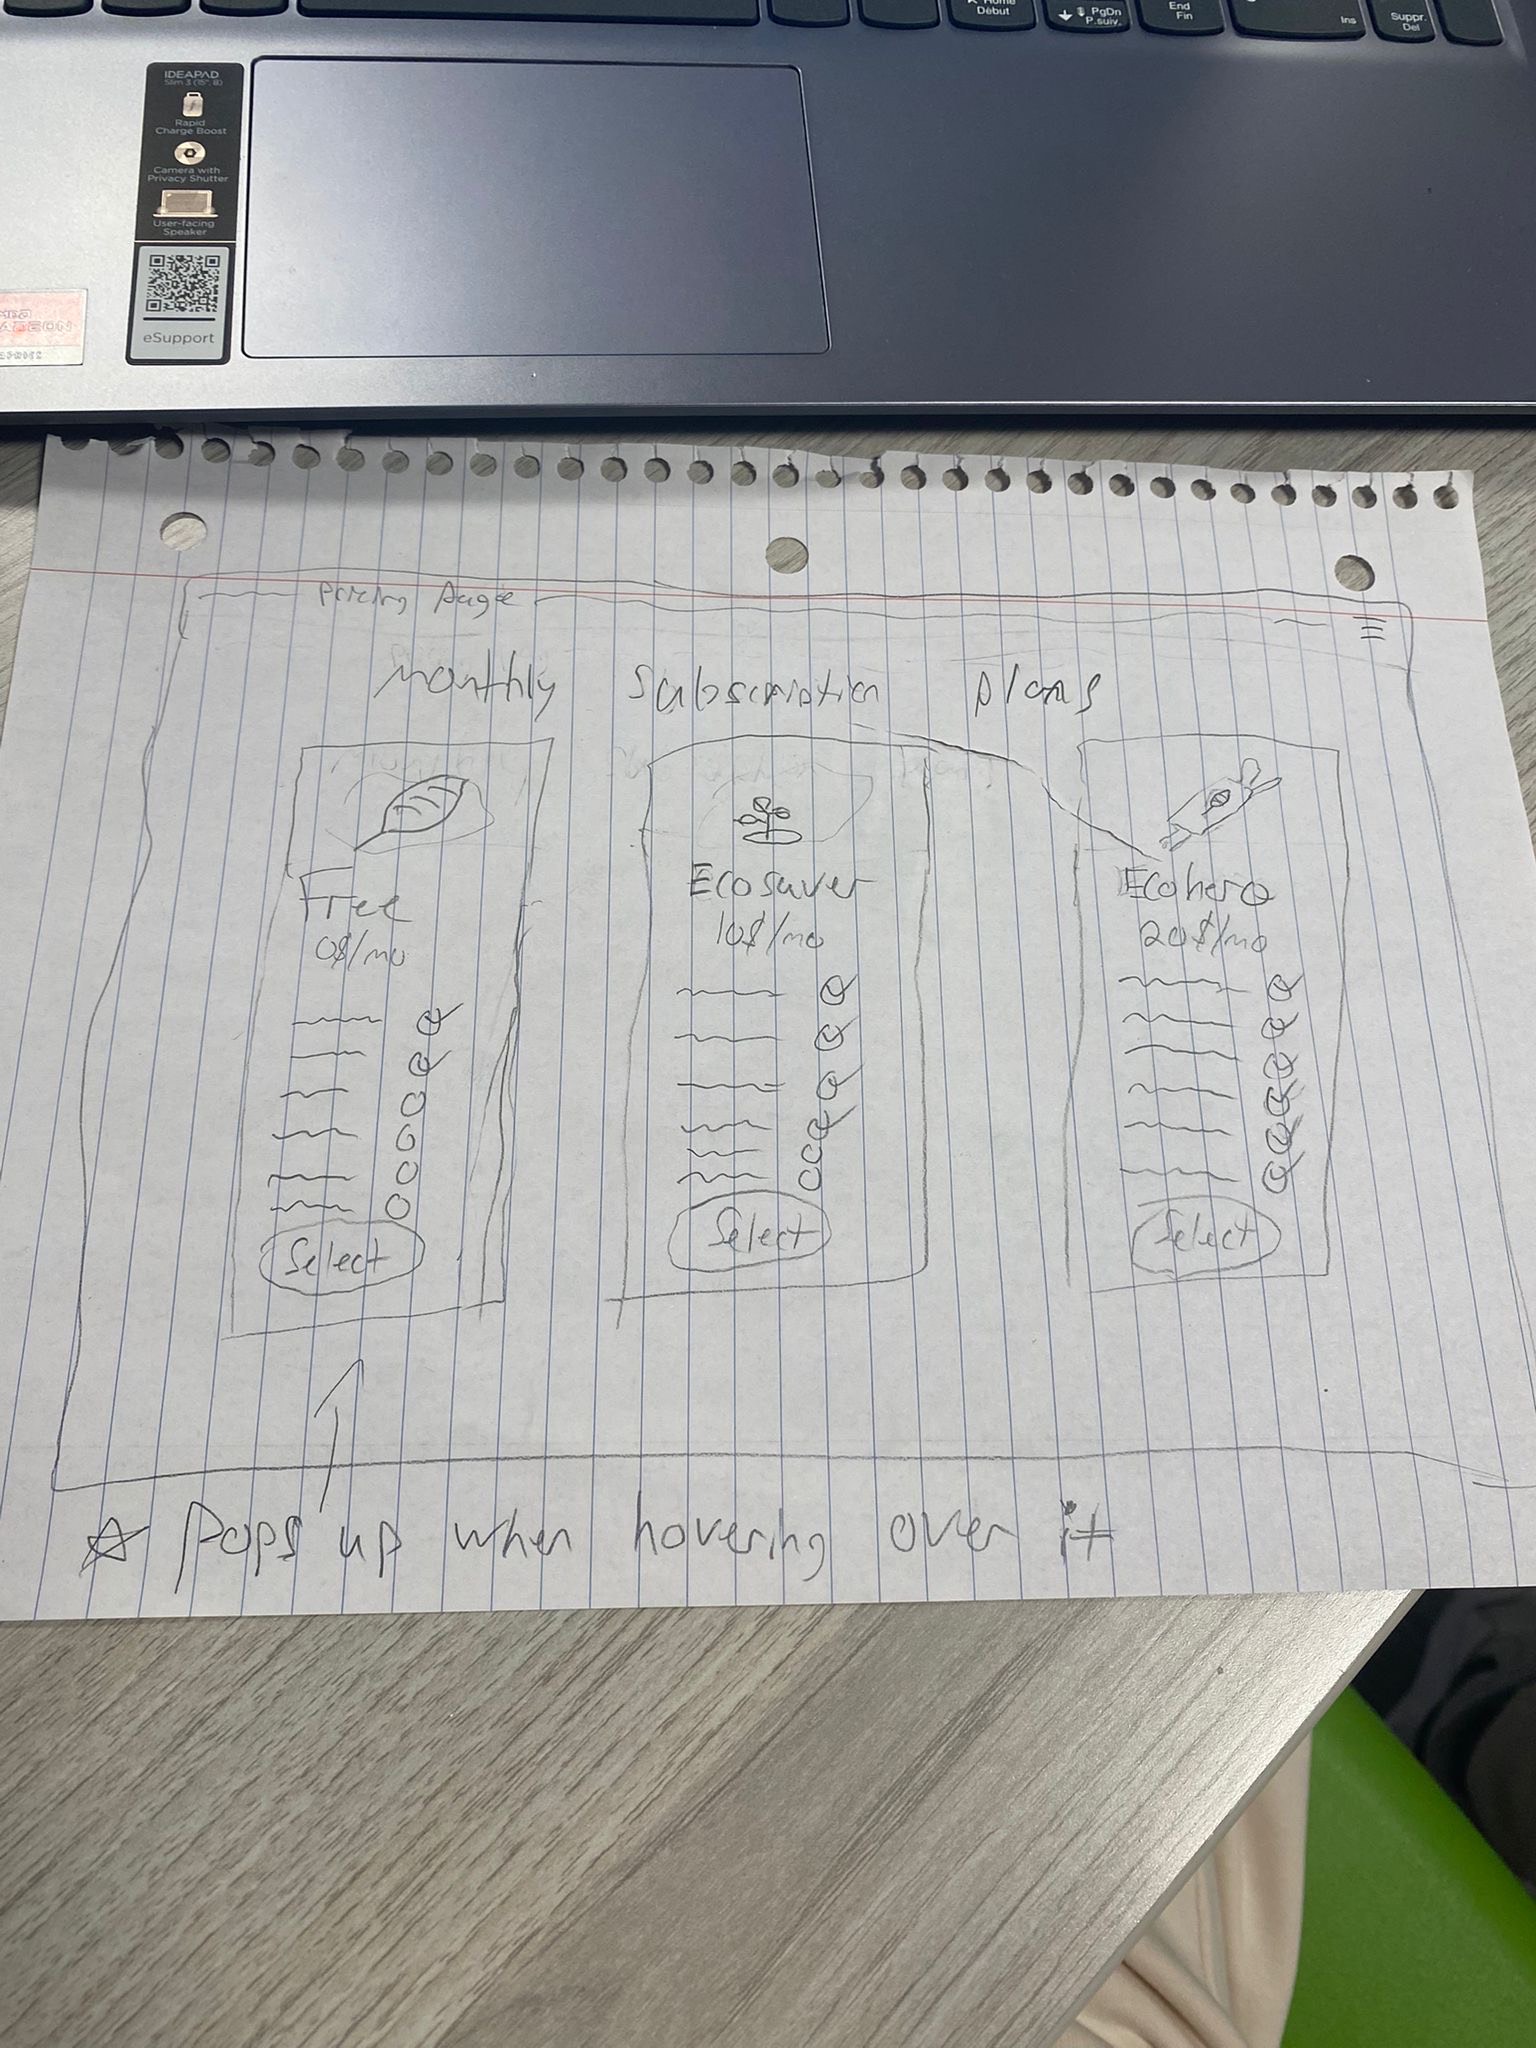 Pricing Page
Monthly Subscription plans
Free
0$/mo
Select
Ecosaver
10$/mo
Select
Ecohero
20$/mo
Select
Pops up when hovering over it
IDEAPAD
Rapid
Charge Boost
Camera with
Privacy Shutter
User-facing
Speaker
eSupport
Home
Début
PgDn
P.suiv.
End
Fin
Ins
Suppr.
Del